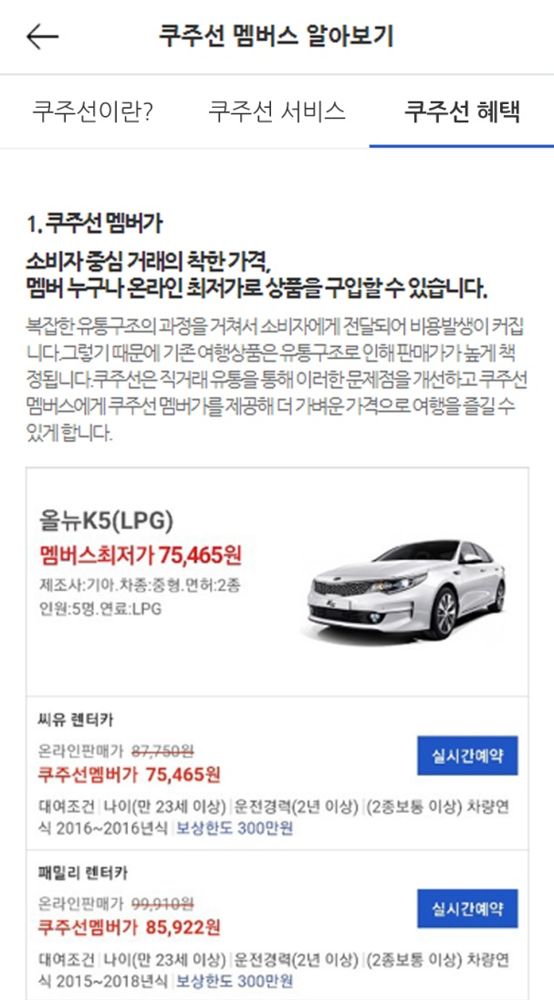 쿠주선 멤버스 알아보기
쿠주선이란? 쿠주선 서비스 쿠주선 혜택
1. 쿠주선 멤버가
소비자 중심 거래의 착한 가격,
멤버 누구나 온라인 최저가로 상품을 구입할 수 있습니다.
복잡한 유통구조의 과정을 거쳐서 소비자에게 전달되어 비용발생이 커집
니다.그렇기 때문에 기존 여행상품은 유통구조로 인해 판매가가 높게 책
정됩니다.쿠주선은 직거래 유통을 통해 이러한 문제점을 개선하고 쿠주선
멤버스에게 쿠주선 멤버가를 제공해 더 가벼운 가격으로 여행을 즐길 수
있게 합니다.
올뉴K5(LPG)
멤버스최저가 75,465원
제조사:기아.차종:중형.면허:2종
인원:5명.연료:LPG
K5
씨유 렌터카
온라인판매가 87,750원
쿠주선멤버가 75,465원
실시간예약
대여조건 | 나이(만 23세 이상) | 운전경력(2년 이상) | (2종보통 이상) 차량연
식 2016~2016년식 | 보상한도 300만원
패밀리 렌터카
온라인판매가 99,910원
쿠주선멤버가 85,922원
실시간예약
대여조건 | 나이(만 23세 이상) | 운전경력(2년 이상) | (2종보통 이상) 차량연
식 2015~2018년식 | 보상한도 300만원